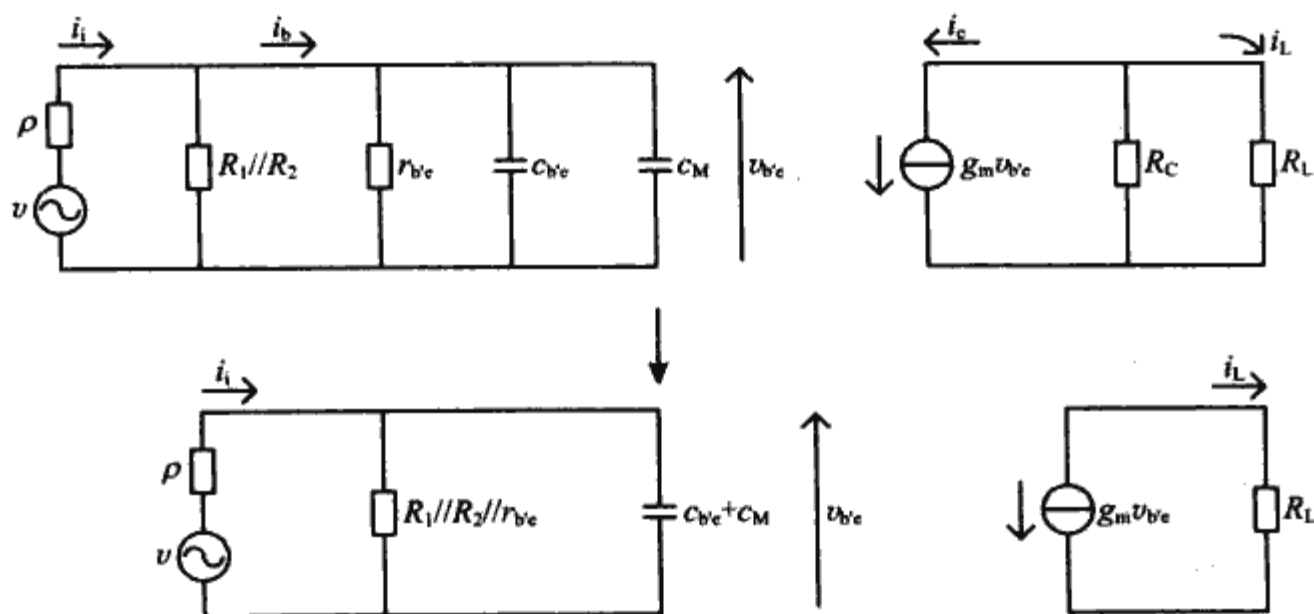 i_i i_b i_c i_L
ρ R_1//R_2 r_b'e c_b'e c_M v_b'e g_m v_b'e R_C R_L
v
i_i i_L
ρ R_1//R_2//r_b'e c_b'e+c_M v_b'e g_m v_b'e R_L
v